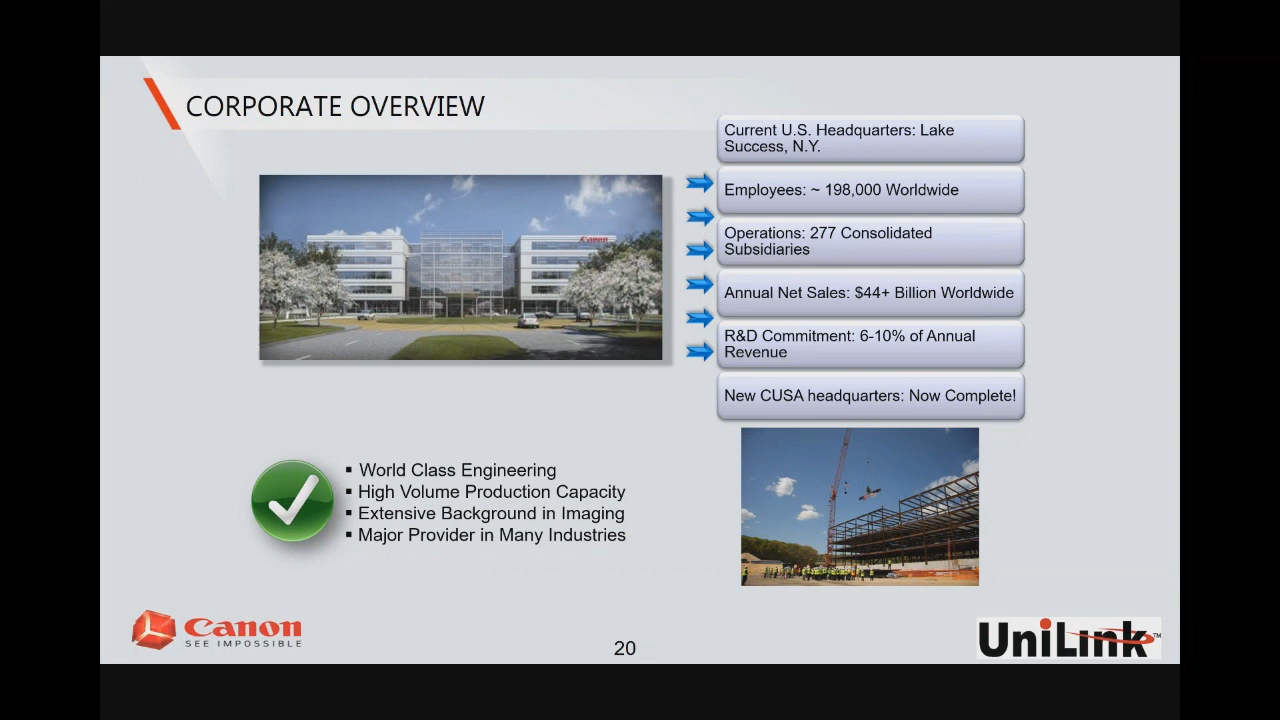 CORPORATE OVERVIEW
Current U.S. Headquarters: Lake
Success, N.Y.
Employees: ~ 198,000 Worldwide
Operations: 277 Consolidated
Subsidiaries
Annual Net Sales: $44+ Billion Worldwide
R&D Commitment: 6-10% of Annual
Revenue
New CUSA headquarters: Now Complete!
Canon
▪ World Class Engineering
▪ High Volume Production Capacity
▪ Extensive Background in Imaging
▪ Major Provider in Many Industries
Canon
SEE IMPOSSIBLE
20
UniLink™